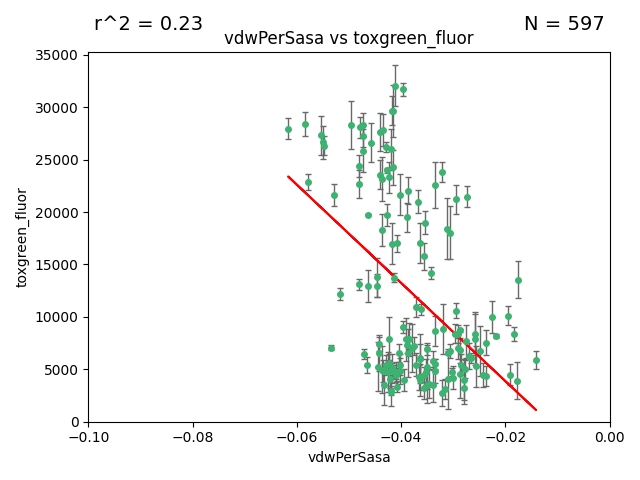 r^2 = 0.23
N = 597
vdwPerSasa vs toxgreen_fluor
toxgreen_fluor
35000
30000
25000
20000
15000
10000
5000
0
−0.10
−0.08
−0.06
−0.04
−0.02
0.00
vdwPerSasa